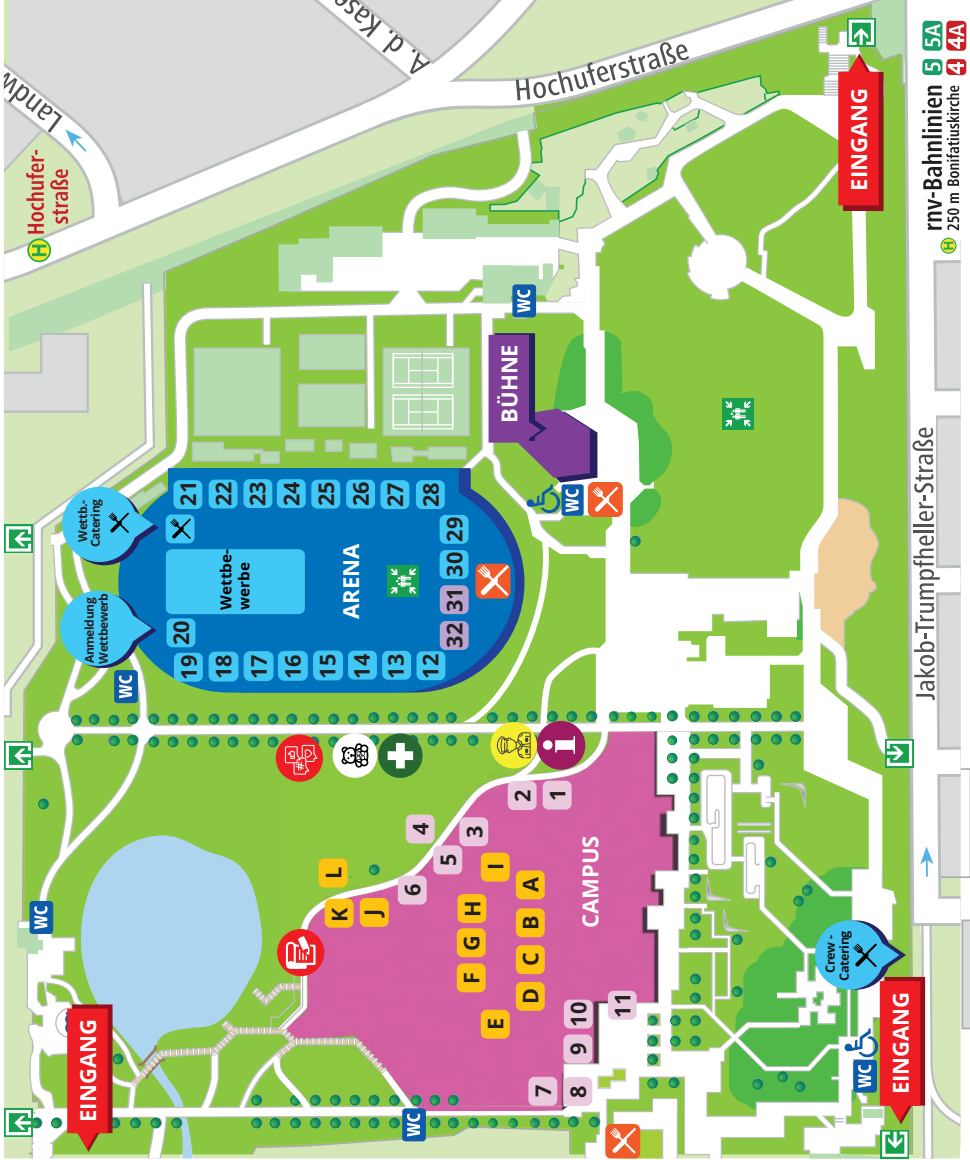 Landw
Hochufer-
straße
H
A. d. Kase
Hochuferstraße
EINGANG
WC
WC
Anmeldung
Wettbewerb
Wettb.-
Catering
20
19
18
17
16
15
14
13
12
Wettbe-
werbe
ARENA
21
22
23
24
25
26
27
28
29
30
31
32
WC
BÜHNE
WC
WC
#
i
L
K
J
4
6
5
3
2
1
I
H
G
F
E
A
B
C
D
CAMPUS
7
8
9
10
11
WC
EINGANG
Crew -
Catering
WC
EINGANG
Jakob-Trumpfheller-Straße
rnv-Bahnlinien 5 5A
H 250 m Bonifatiuskirche 4 4A